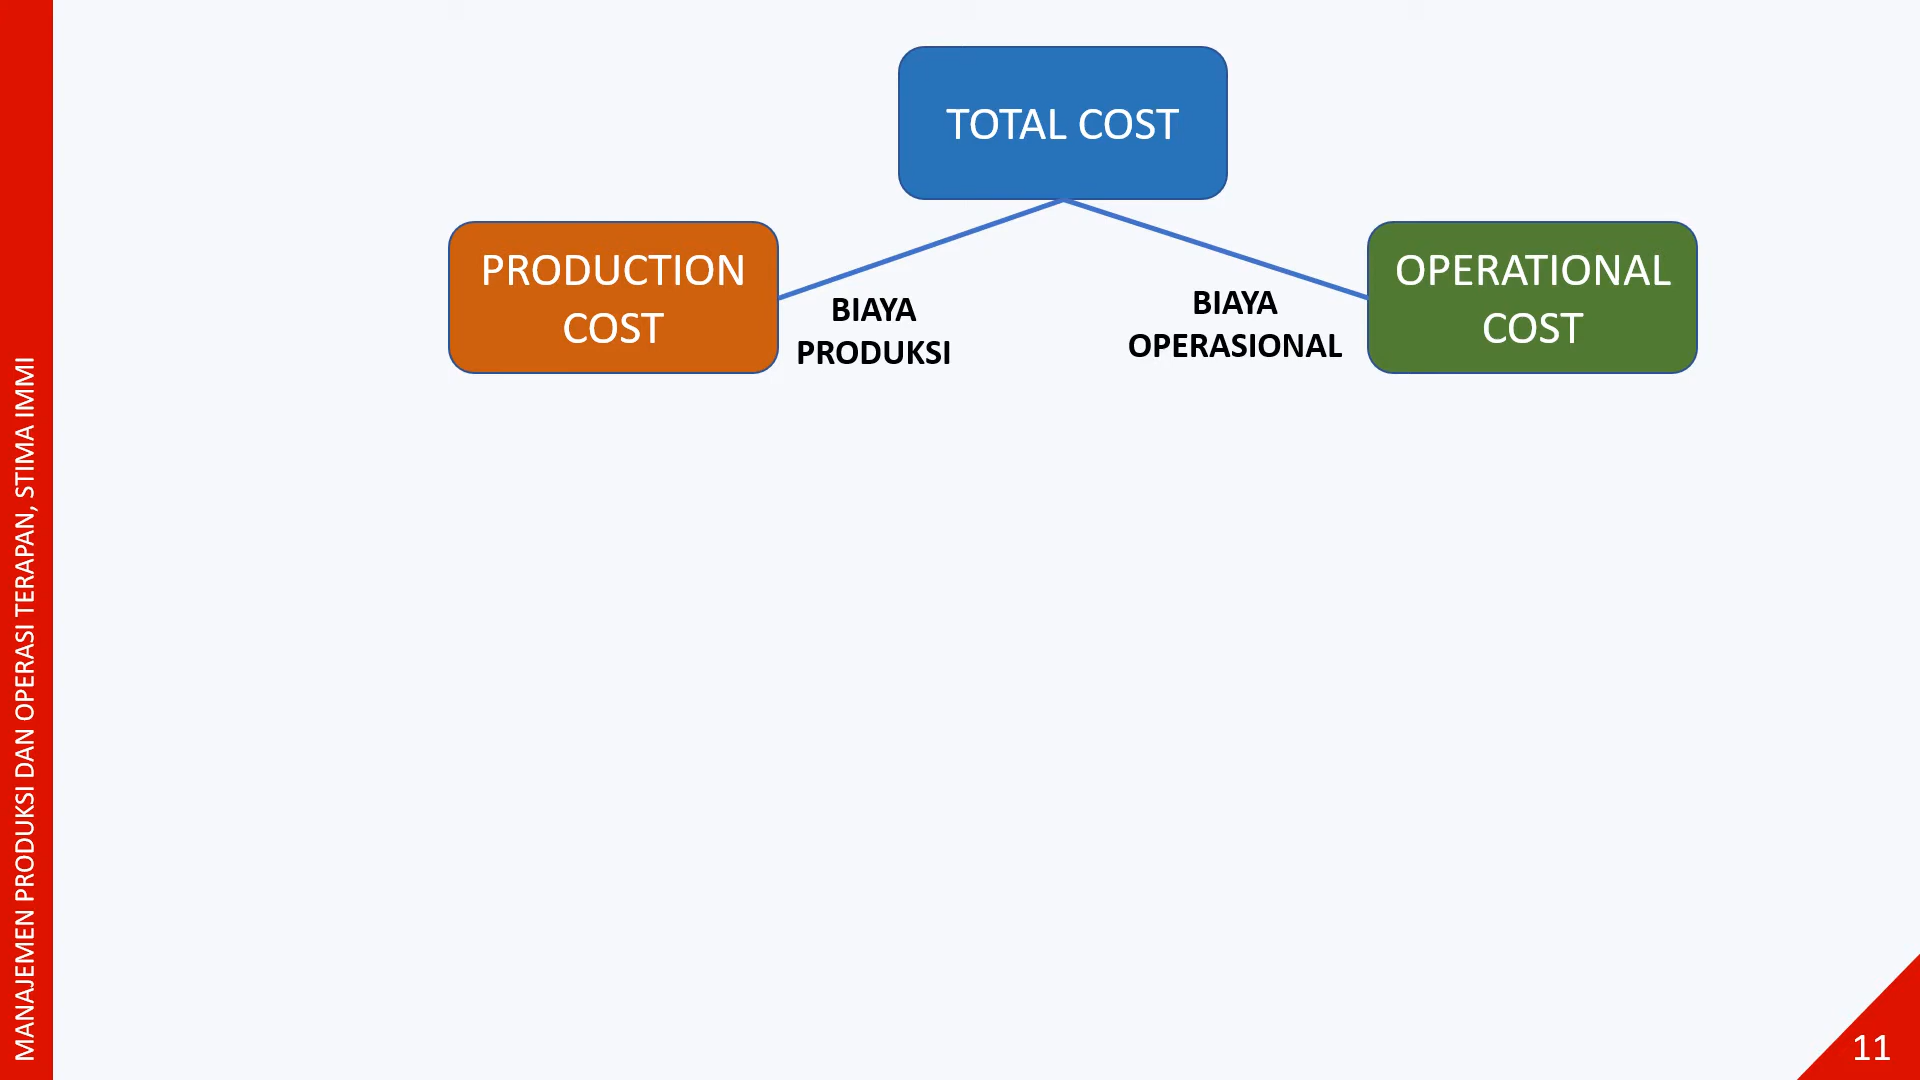 TOTAL COST
PRODUCTION
COST
BIAYA
PRODUKSI
BIAYA
OPERASIONAL
OPERATIONAL
COST
MANAJEMEN PRODUKSI DAN OPERASI TERAPAN, STIMA IMMI
11